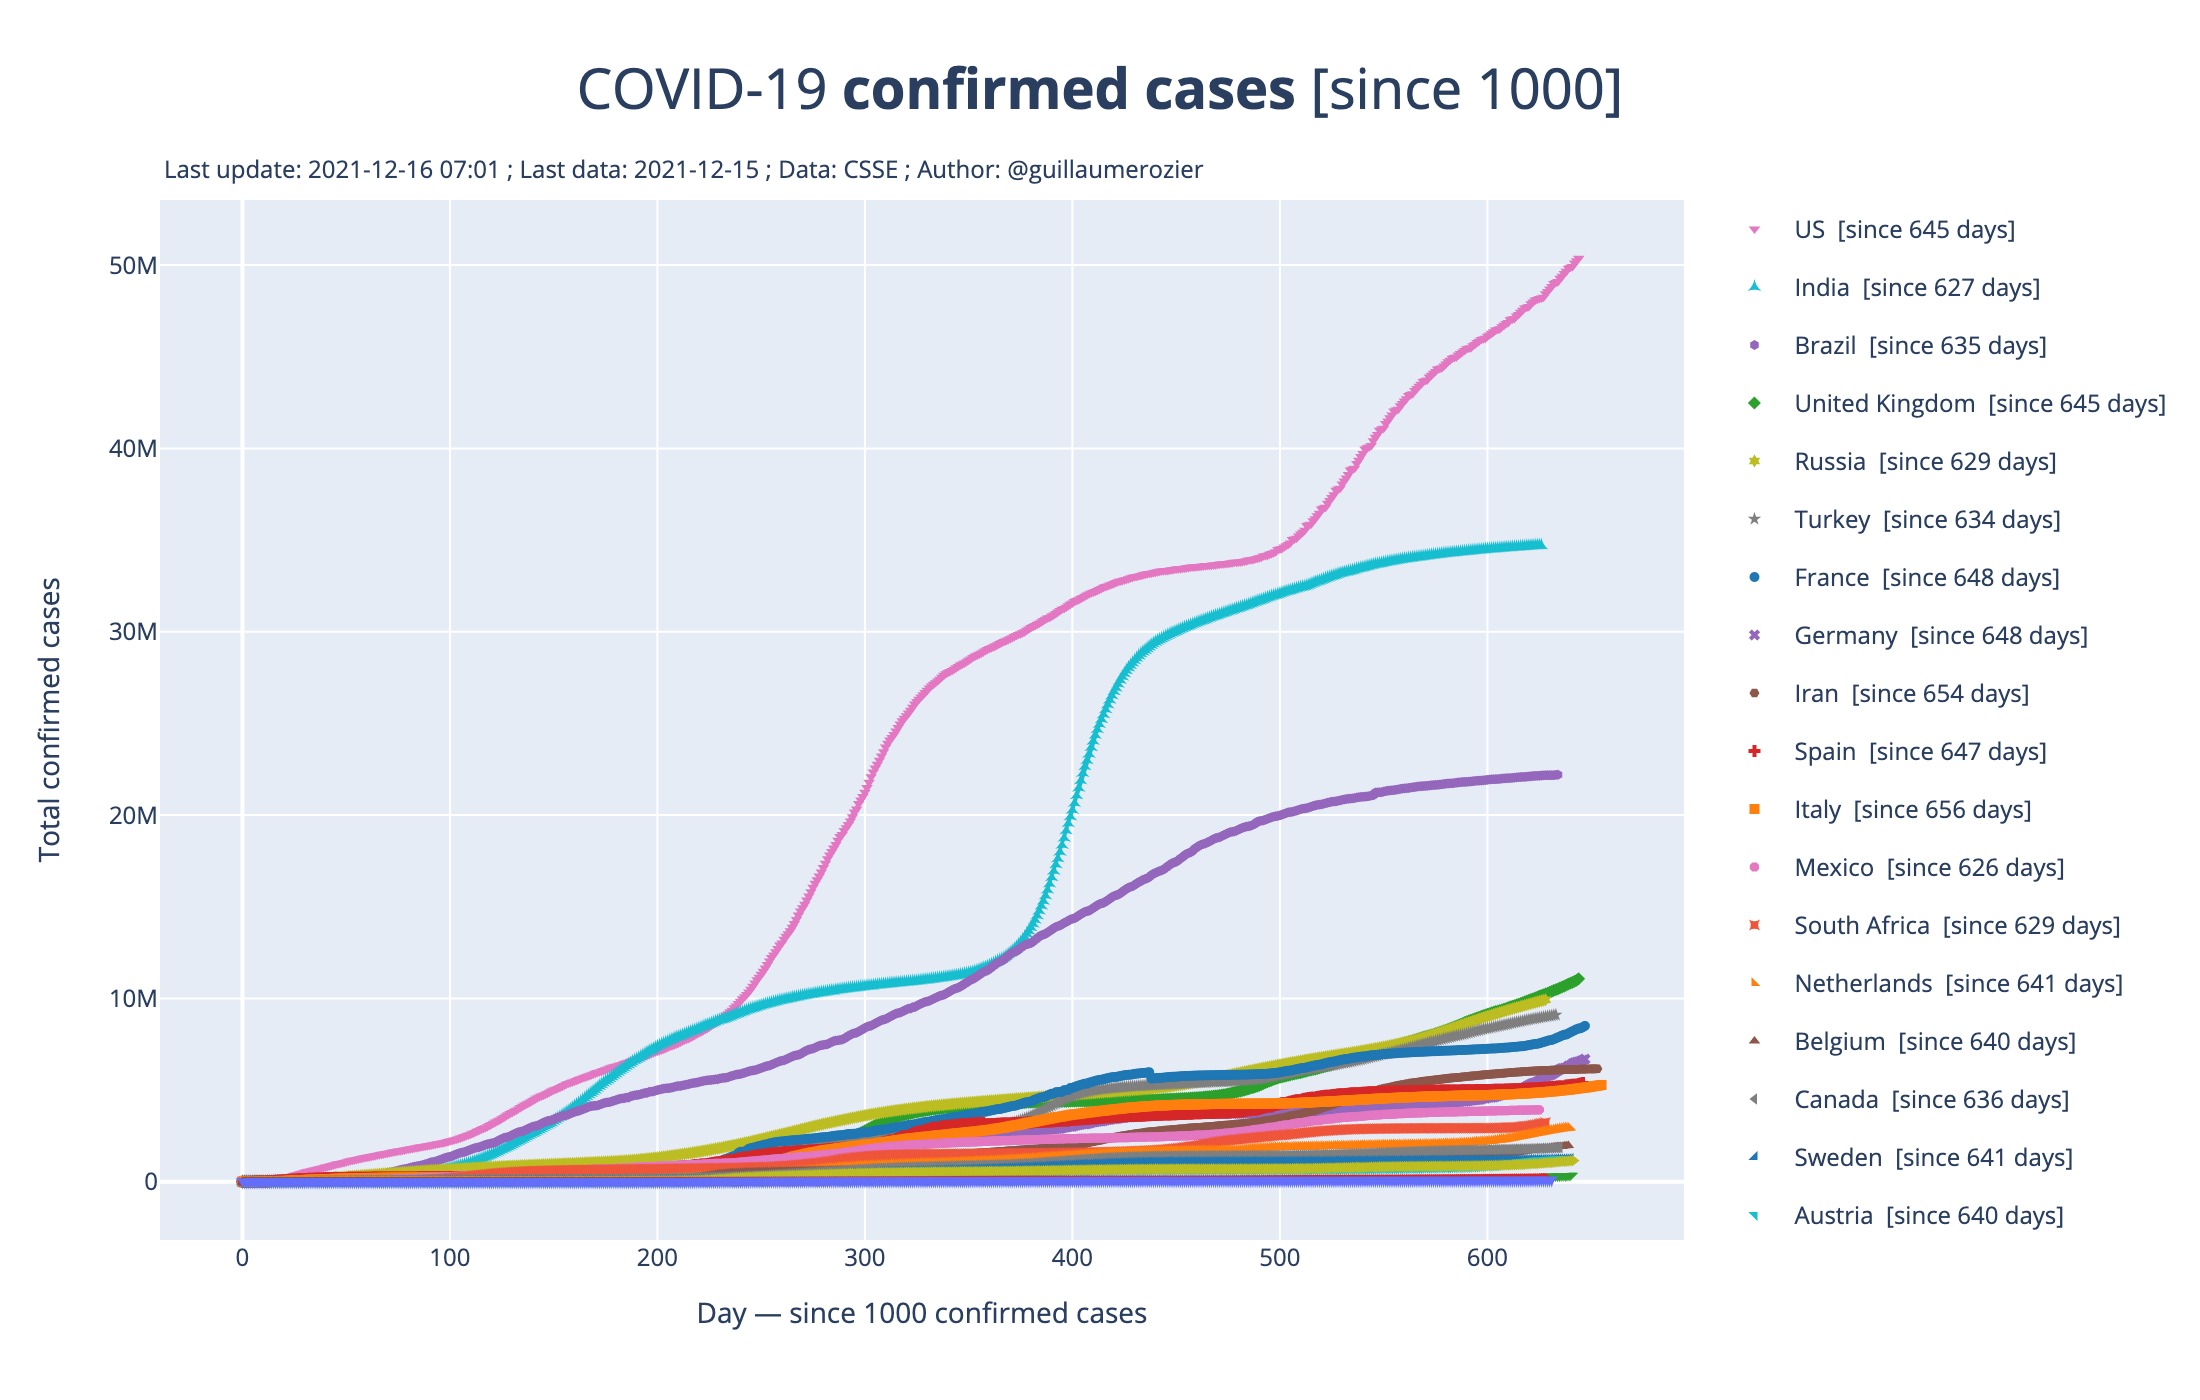 COVID-19 confirmed cases [since 1000]
Last update: 2021-12-16 07:01 ; Last data: 2021-12-15 ; Data: CSSE ; Author: @guillaumerozier
Total confirmed cases
50M
40M
30M
20M
10M
0
0 100 200 300 400 500 600
Day — since 1000 confirmed cases
US [since 645 days]
India [since 627 days]
Brazil [since 635 days]
United Kingdom [since 645 days]
Russia [since 629 days]
Turkey [since 634 days]
France [since 648 days]
Germany [since 648 days]
Iran [since 654 days]
Spain [since 647 days]
Italy [since 656 days]
Mexico [since 626 days]
South Africa [since 629 days]
Netherlands [since 641 days]
Belgium [since 640 days]
Canada [since 636 days]
Sweden [since 641 days]
Austria [since 640 days]